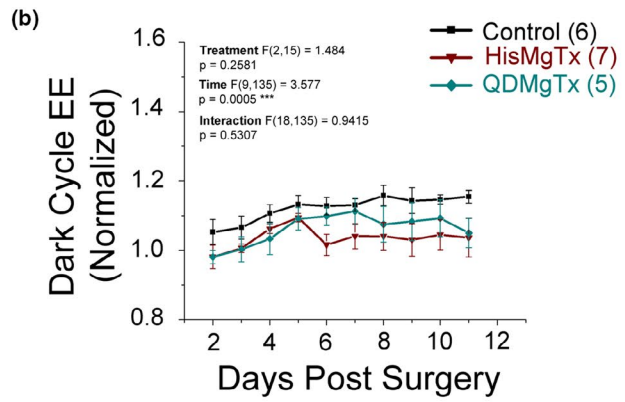 (b)
Control (6)
HisMgTx (7)
QDMgTx (5)
Treatment F(2,15) = 1.484
p = 0.2581
Time F(9,135) = 3.577
p = 0.0005 ***
Interaction F(18,135) = 0.9415
p = 0.5307
Dark Cycle EE
(Normalized)
1.6
1.4
1.2
1.0
0.8
2 4 6 8 10 12
Days Post Surgery